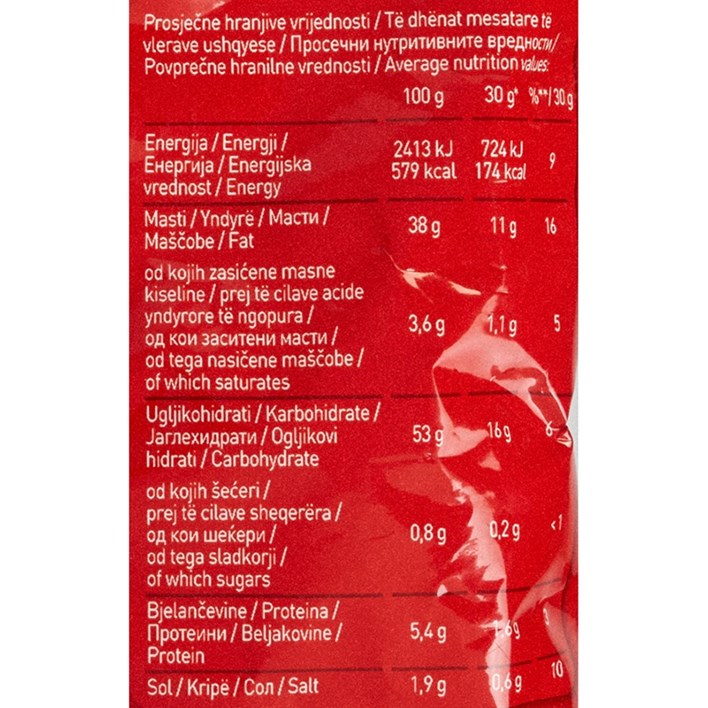 Prosječne hranjive vrijednosti / Të dhënat mesatare të
vlerave ushqyese / Просечни нутритивните вредности/
Povprečne hranilne vrednosti / Average nutrition values:
100 g 30 g* %**/30 g
Energija / Energji /
Енергија / Energijska
vrednost / Energy
2413 kJ 724 kJ
579 kcal 174 kcal
9
Masti / Yndyrë / Масти /
Maščobe / Fat
38 g 11 g 16
od kojih zasićene masne
kiseline / prej të cilave acide
yndyrore të ngopura /
од кои заситени масти /
od tega nasičene maščobe /
of which saturates
3,6 g 1,1 g 5
Ugljikohidrati / Karbohidrate /
Јаглехидрати / Ogljikovi
hidrati / Carbohydrate
53 g 16 g 6
od kojih šećeri /
prej të cilave sheqerëra /
од кои шеќери /
od tega sladkorji /
of which sugars
0,8 g 0,2 g <1
Bjelančevine / Proteina /
Протеини / Beljakovine /
Protein
5,4 g 1,6 g
Sol / Kripë / Сол / Salt
1,9 g 0,6 g 10